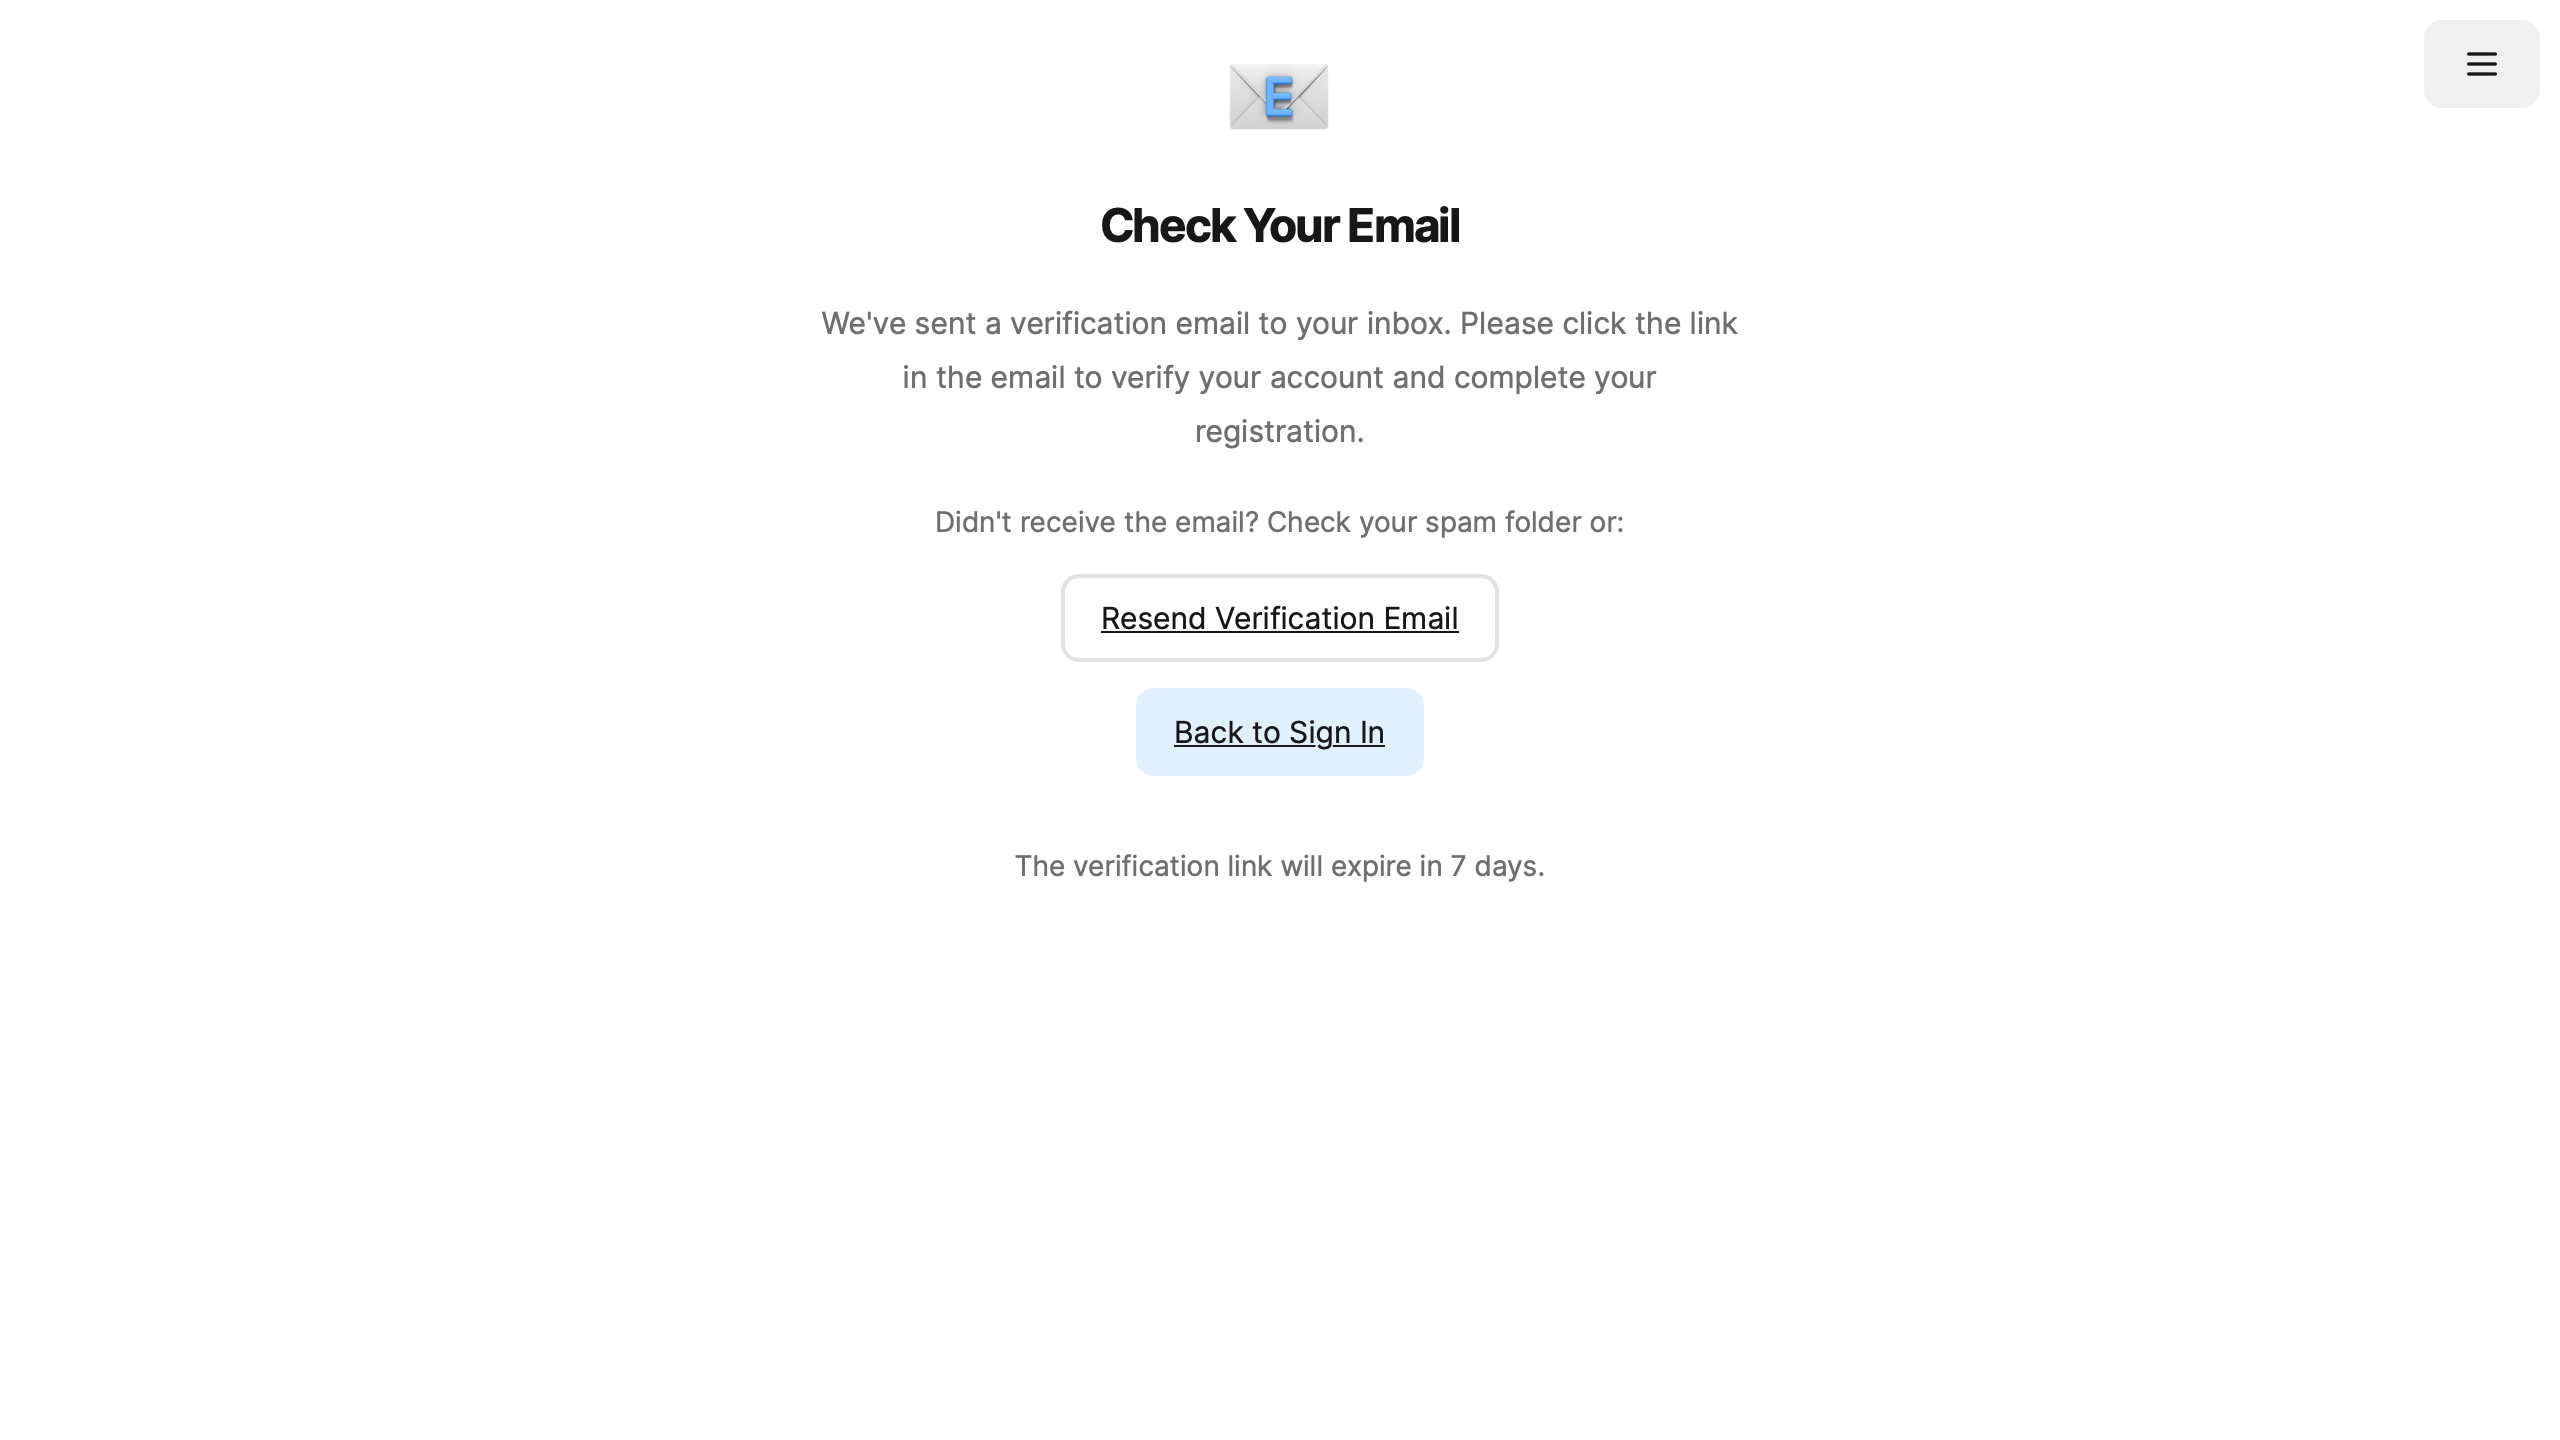 E
Check Your Email
We've sent a verification email to your inbox. Please click the link
in the email to verify your account and complete your
registration.
Didn't receive the email? Check your spam folder or:
Resend Verification Email
Back to Sign In
The verification link will expire in 7 days.